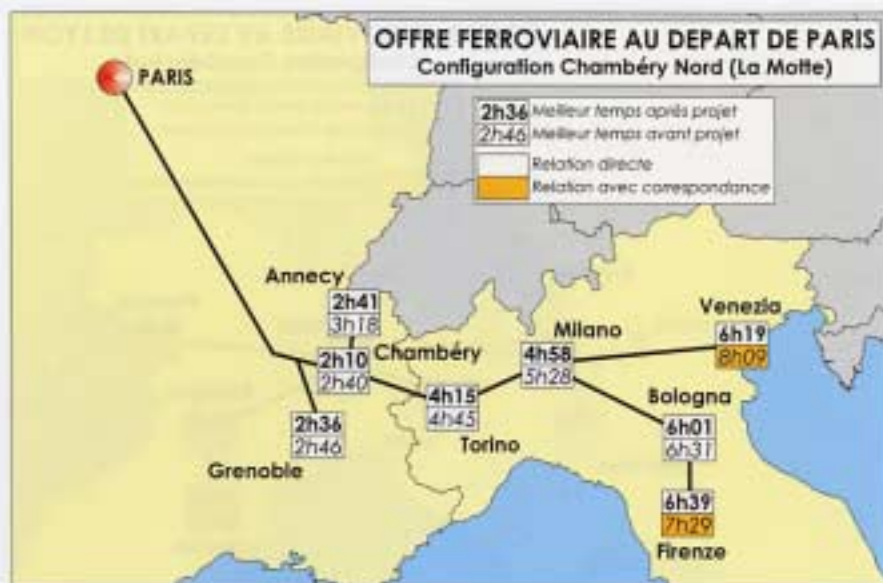 OFFRE FERROVIAIRE AU DEPART DE PARIS
Configuration Chambéry Nord (La Motte)
PARIS
2h36 Meilleur temps après projet
2h46 Meilleur temps avant projet
Relation directe
Relation avec correspondance
Annecy
2h41
3h18
Chambéry
2h10
2h40
2h36
2h46
Grenoble
4h15
4h45
Torino
Milano
4h58
5h28
Venezia
6h19
8h09
Bologna
6h01
6h31
6h39
7h29
Firenze